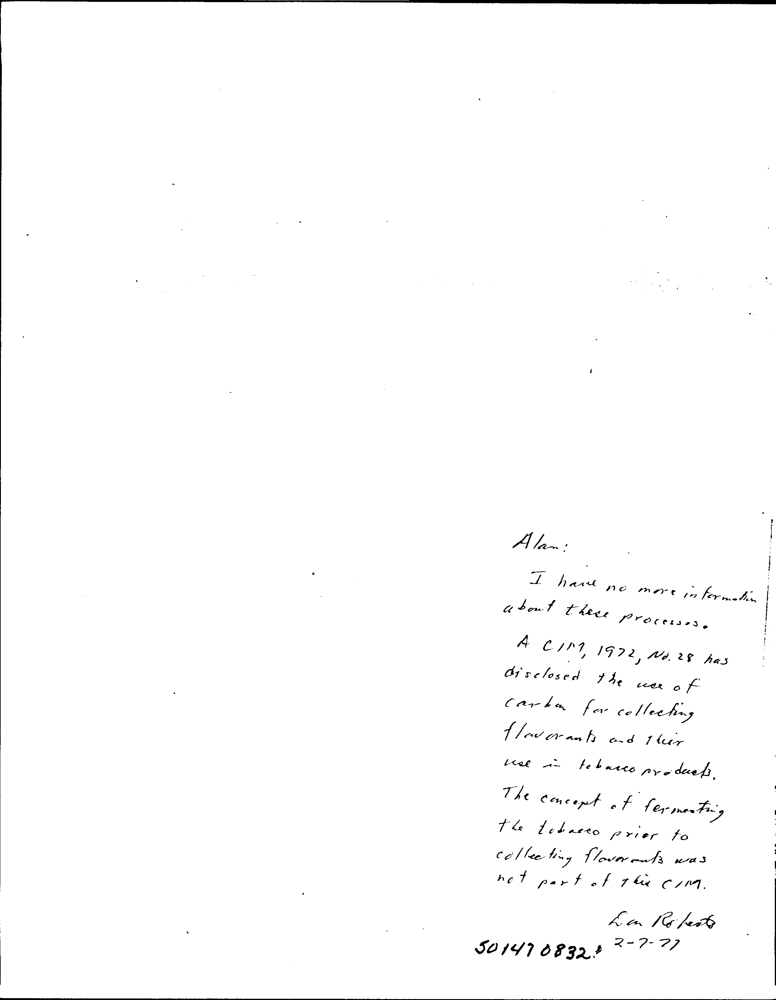 Alan:
I have no more information
about these processes.
A CIM, 1972, No. 28 has
disclosed the use of
carbon for collecting
flavorants and their
use in tobacco products.
The concept of fermenting
the tobacco prior to
collecting flavorants was
not part of this CIM.
Don Roberts
2-7-77
501470832